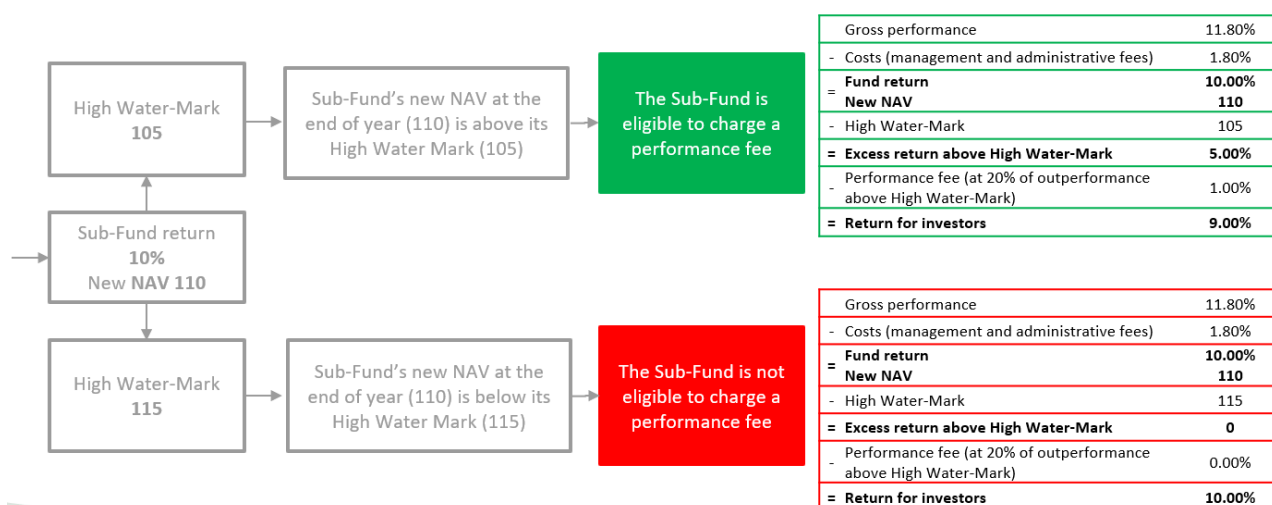 High Water-Mark
105
Sub-Fund's new NAV at the
end of year (110) is above its
High Water Mark (105)
The Sub-Fund is
eligible to charge a
performance fee
Gross performance 11.80%
- Costs (management and administrative fees) 1.80%
= Fund return 10.00%
New NAV 110
- High Water-Mark 105
= Excess return above High Water-Mark 5.00%
- Performance fee (at 20% of outperformance
above High Water-Mark) 1.00%
= Return for investors 9.00%
Sub-Fund return
10%
New NAV 110
High Water-Mark
115
Sub-Fund's new NAV at the
end of year (110) is below its
High Water Mark (115)
The Sub-Fund is not
eligible to charge a
performance fee
Gross performance 11.80%
- Costs (management and administrative fees) 1.80%
= Fund return 10.00%
New NAV 110
- High Water-Mark 115
= Excess return above High Water-Mark 0
- Performance fee (at 20% of outperformance
above High Water-Mark) 0.00%
= Return for investors 10.00%